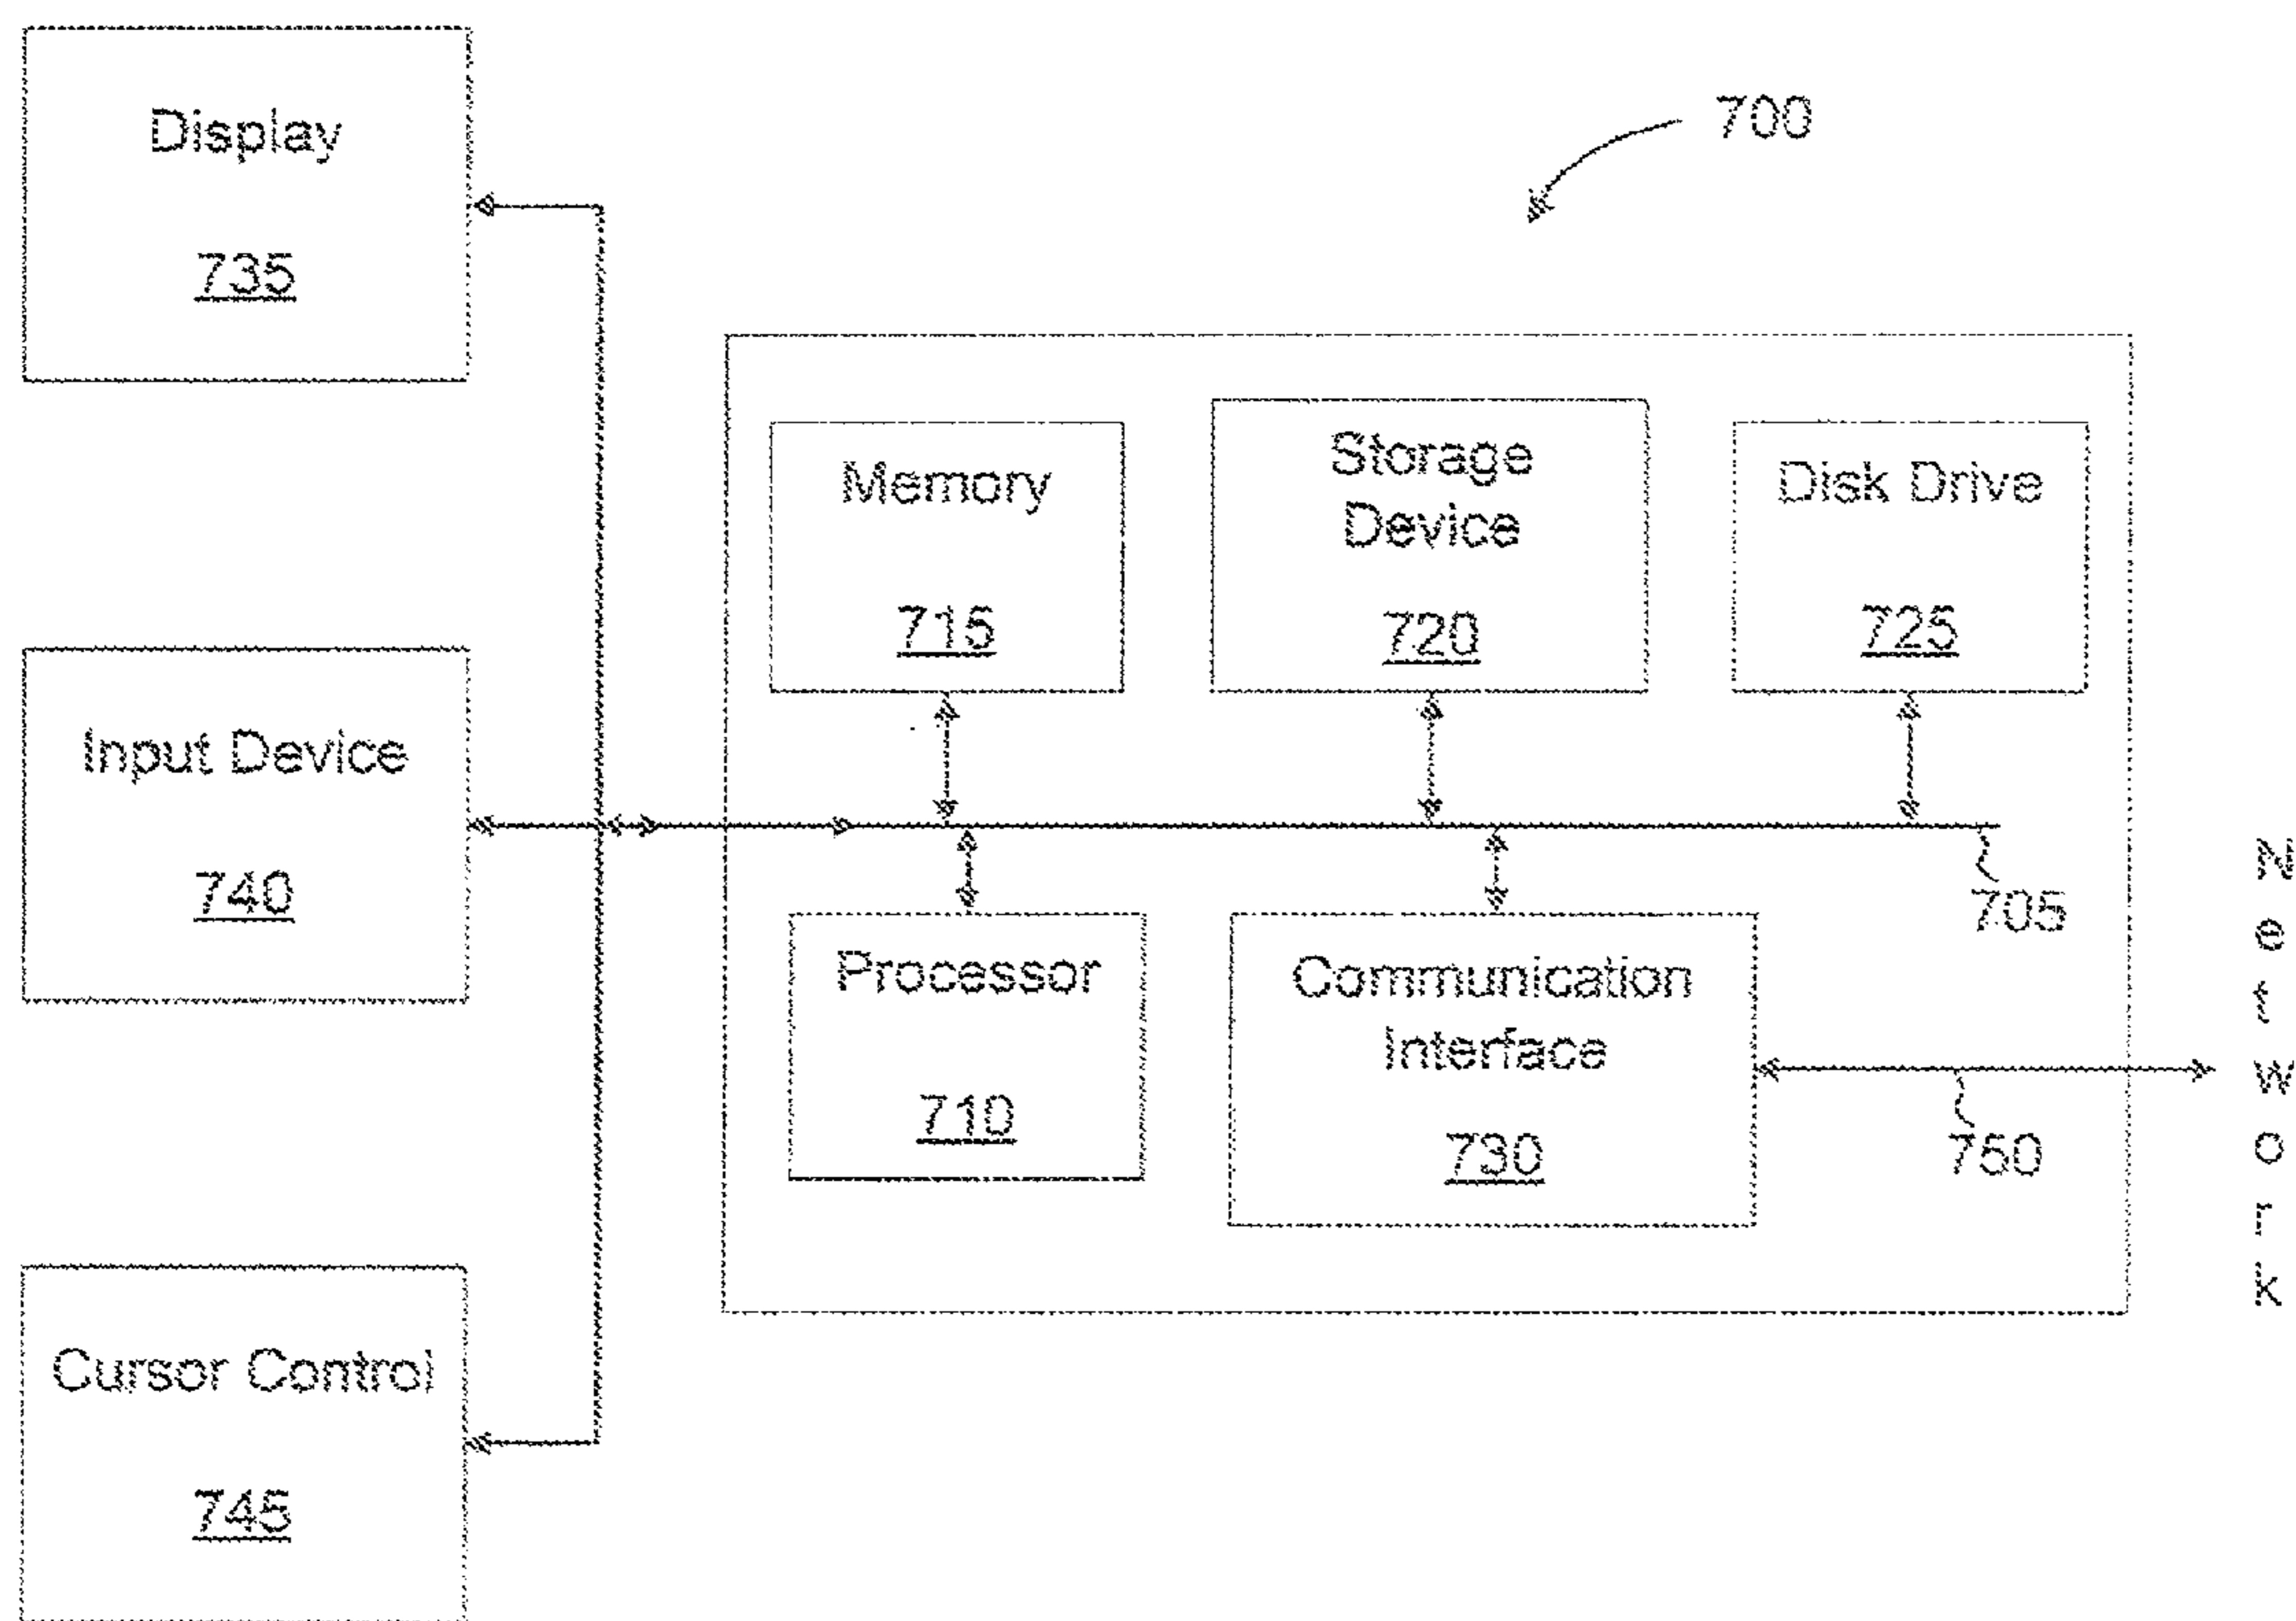 Display
735
700
Memory
715
Storage
Device
720
Disk Drive
725
Input Device
740
705
Processor
710
Communication
Interface
730
750
Network
Cursor Control
745